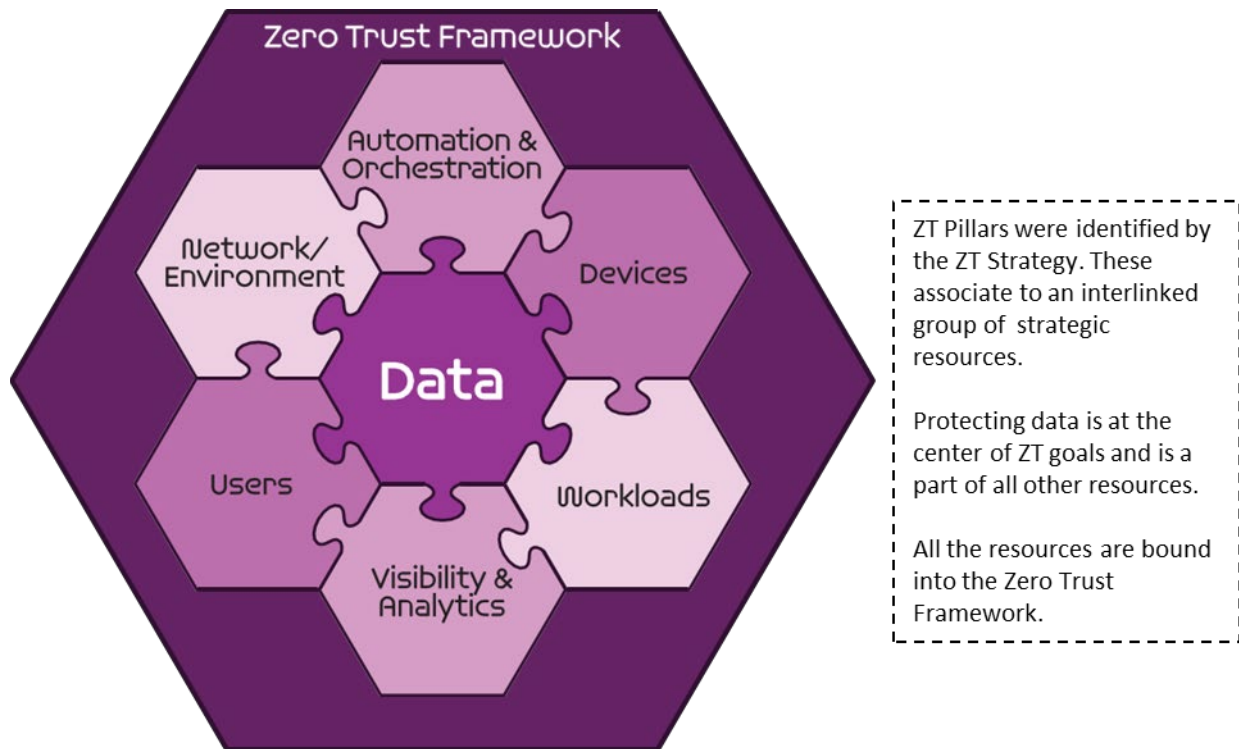 Zero Trust Framework
Automation &
Orchestration
Network/
Environment
Devices
Data
Users
Workloads
Visibility &
Analytics
ZT Pillars were identified by
the ZT Strategy. These
associate to an interlinked
group of strategic
resources.
Protecting data is at the
center of ZT goals and is a
part of all other resources.
All the resources are bound
into the Zero Trust
Framework.